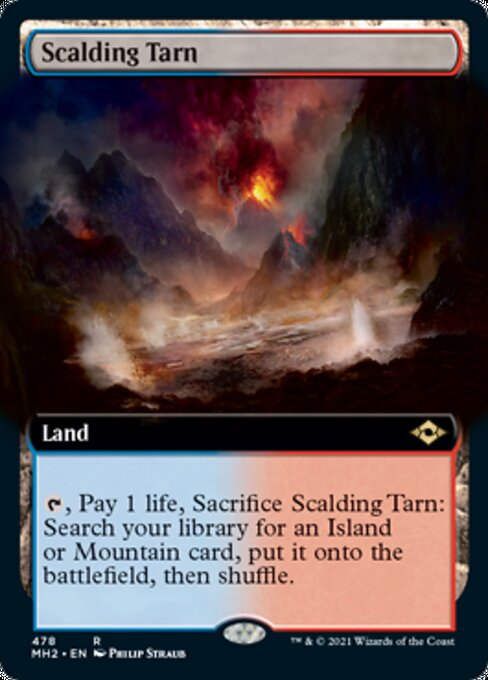 Scalding Tarn
Land
, Pay 1 life, Sacrifice Scalding Tarn:
Search your library for an Island
or Mountain card, put it onto the
battlefield, then shuffle.
478 R
MH2 • EN Philip Straub
™ & © 2021 Wizards of the Coast